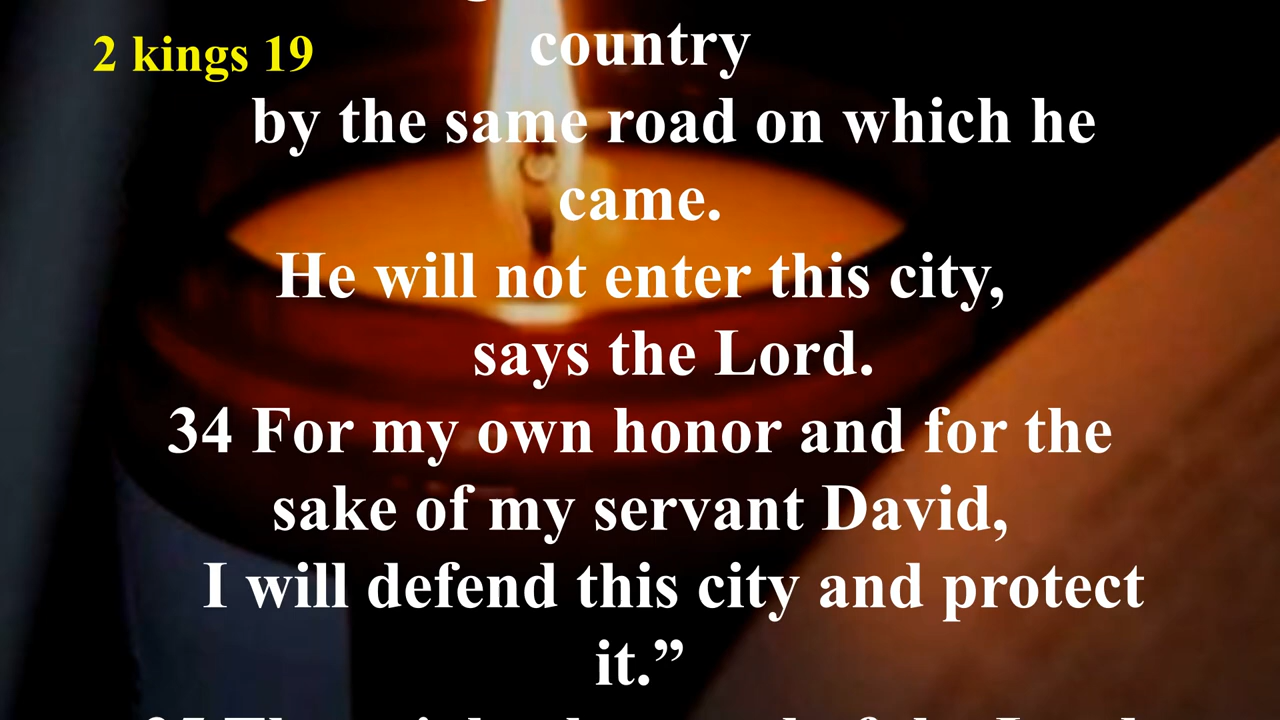 2 kings 19
country
by the same road on which he
came.
He will not enter this city,
says the Lord.
34 For my own honor and for the
sake of my servant David,
I will defend this city and protect
it.”